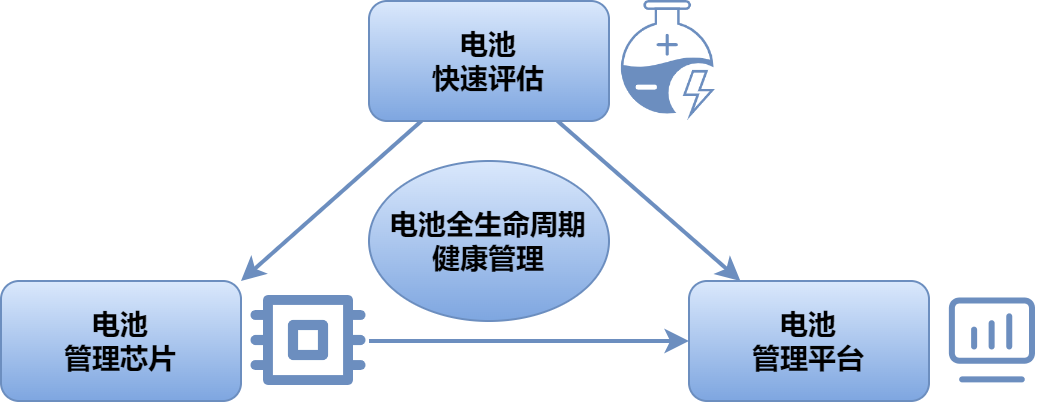 电池
快速评估
电池全生命周期
健康管理
电池
管理芯片
电池
管理平台